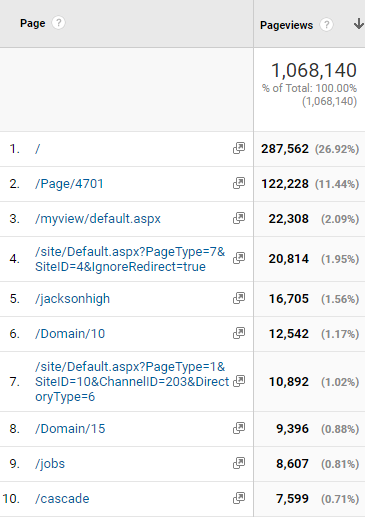 Page ? Pageviews ?
1,068,140
% of Total: 100.00%
(1,068,140)
1. / 287,562 (26.92%)
2. /Page/4701 122,228 (11.44%)
3. /myview/default.aspx 22,308 (2.09%)
4. /site/Default.aspx?PageType=7&
SiteID=4&IgnoreRedirect=true 20,814 (1.95%)
5. /jacksonhigh 16,705 (1.56%)
6. /Domain/10 12,542 (1.17%)
7. /site/Default.aspx?PageType=1&
SiteID=10&ChannelID=203&Direct 10,892 (1.02%)
oryType=6
8. /Domain/15 9,396 (0.88%)
9. /jobs 8,607 (0.81%)
10. /cascade 7,599 (0.71%)